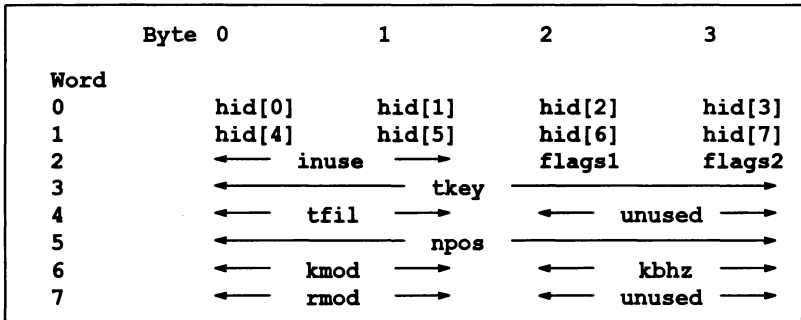 Byte 0 1 2 3
Word
0 hid[0] hid[1] hid[2] hid[3]
1 hid[4] hid[5] hid[6] hid[7]
2 inuse flags1 flags2
3 tkey
4 tfil unused
5 npos
6 kmod kbhz
7 rmod unused